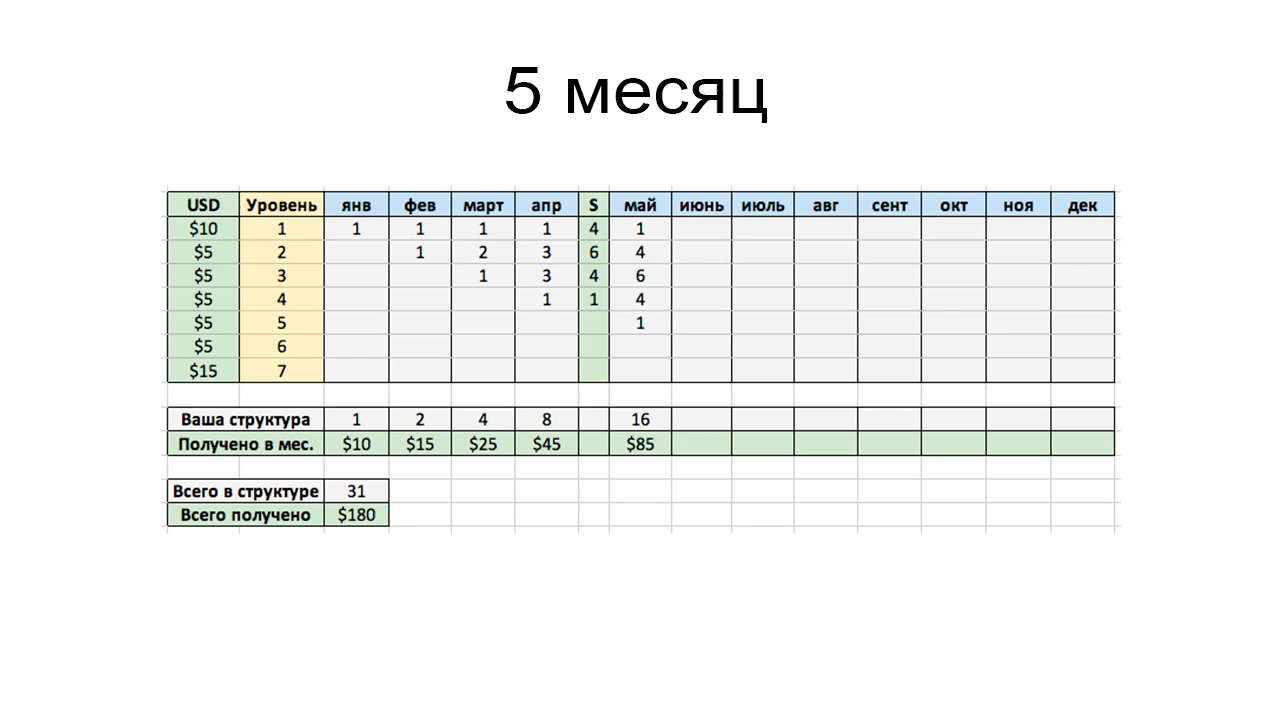 5 месяц
USD Уровень янв фев март апр S май июнь июль авг сент окт ноя дек
$10 1 1 1 1 1 4 1
$5 2 1 2 3 6 4
$5 3 1 3 4 6
$5 4 1 1 4
$5 5 1
$5 6
$15 7
Ваша структура 1 2 4 8 16
Получено в мес. $10 $15 $25 $45 $85
Всего в структуре 31
Всего получено $180